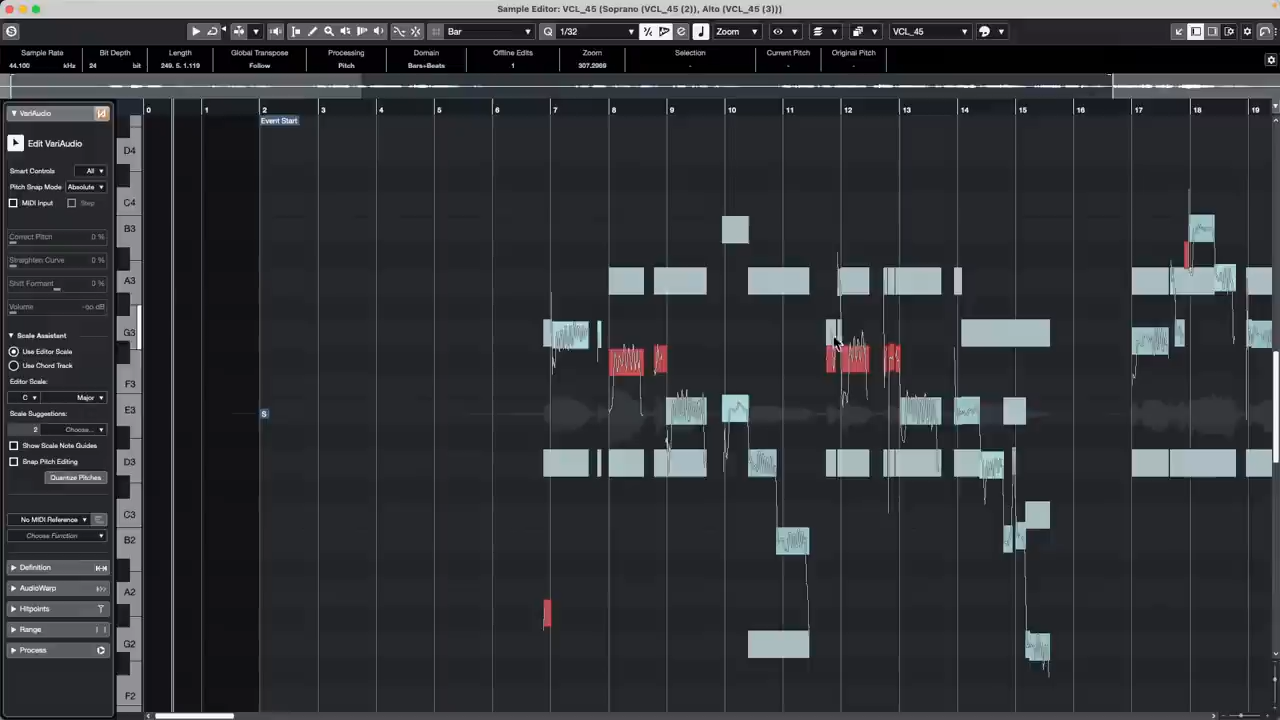 Sample Editor: VCL_45 (Soprano (VCL_45 (2)), Alto (VCL_45 (3)))
Bar
1/32
Zoom
VCL_45
Sample Rate
44.100 kHz
Bit Depth
24 bit
Length
249. 5. 1.119
Global Transpose
Follow
Processing
Pitch
Domain
Bars+Beats
Offline Edits
1
Zoom
307.2969
Selection
-
Current Pitch
-
Original Pitch
-
VariAudio
0 1 2 3 4 5 6 7 8 9 10 11 12 13 14 15 16 17 18 19
Event Start
Edit VariAudio
Smart Controls All
Pitch Snap Mode Absolute
MIDI Input Step
Correct Pitch 0 %
Straighten Curve 0 %
Shift Formant 0 %
Volume -oo dB
Scale Assistant
Use Editor Scale
Use Chord Track
Editor Scale:
C Major
Scale Suggestions:
2 Choose...
Show Scale Note Guides
Snap Pitch Editing
Quantize Pitches
No MIDI Reference
Choose Function
Definition
AudioWarp
Hitpoints
Range
Process
D4
C4
B3
A3
G3
F3
E3
D3
C3
B2
A2
G2
F2
S